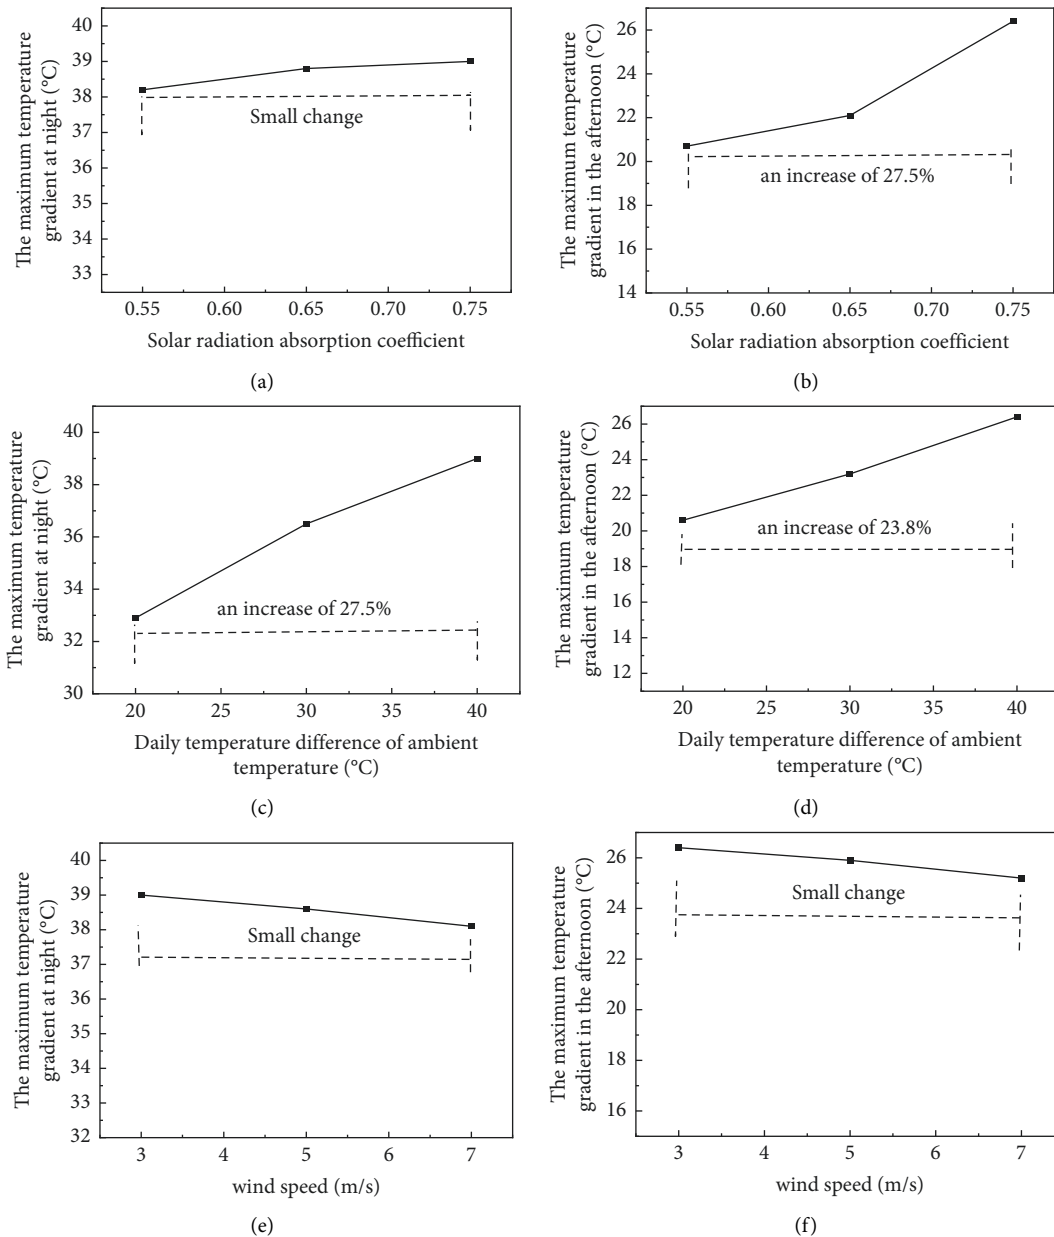 The maximum temperature
gradient at night (°C)
40
39
38
37
36
35
34
33
Small change
0.55
0.60
0.65
0.70
0.75
Solar radiation absorption coefficient
(a)
The maximum temperature
gradient in the afternoon (°C)
26
24
22
20
18
16
14
an increase of 27.5%
0.55
0.60
0.65
0.70
0.75
Solar radiation absorption coefficient
(b)
The maximum temperature
gradient at night (°C)
40
38
36
34
32
30
an increase of 27.5%
20
25
30
35
40
Daily temperature difference of ambient
temperature (°C)
(c)
The maximum temperature
gradient in the afternoon (°C)
26
24
22
20
18
16
14
12
an increase of 23.8%
20
25
30
35
40
Daily temperature difference of ambient
temperature (°C)
(d)
The maximum temperature
gradient at night (°C)
40
39
38
37
36
35
34
33
32
Small change
3
4
5
6
7
wind speed (m/s)
(e)
The maximum temperature
gradient in the afternoon (°C)
26
24
22
20
18
16
Small change
3
4
5
6
7
wind speed (m/s)
(f)